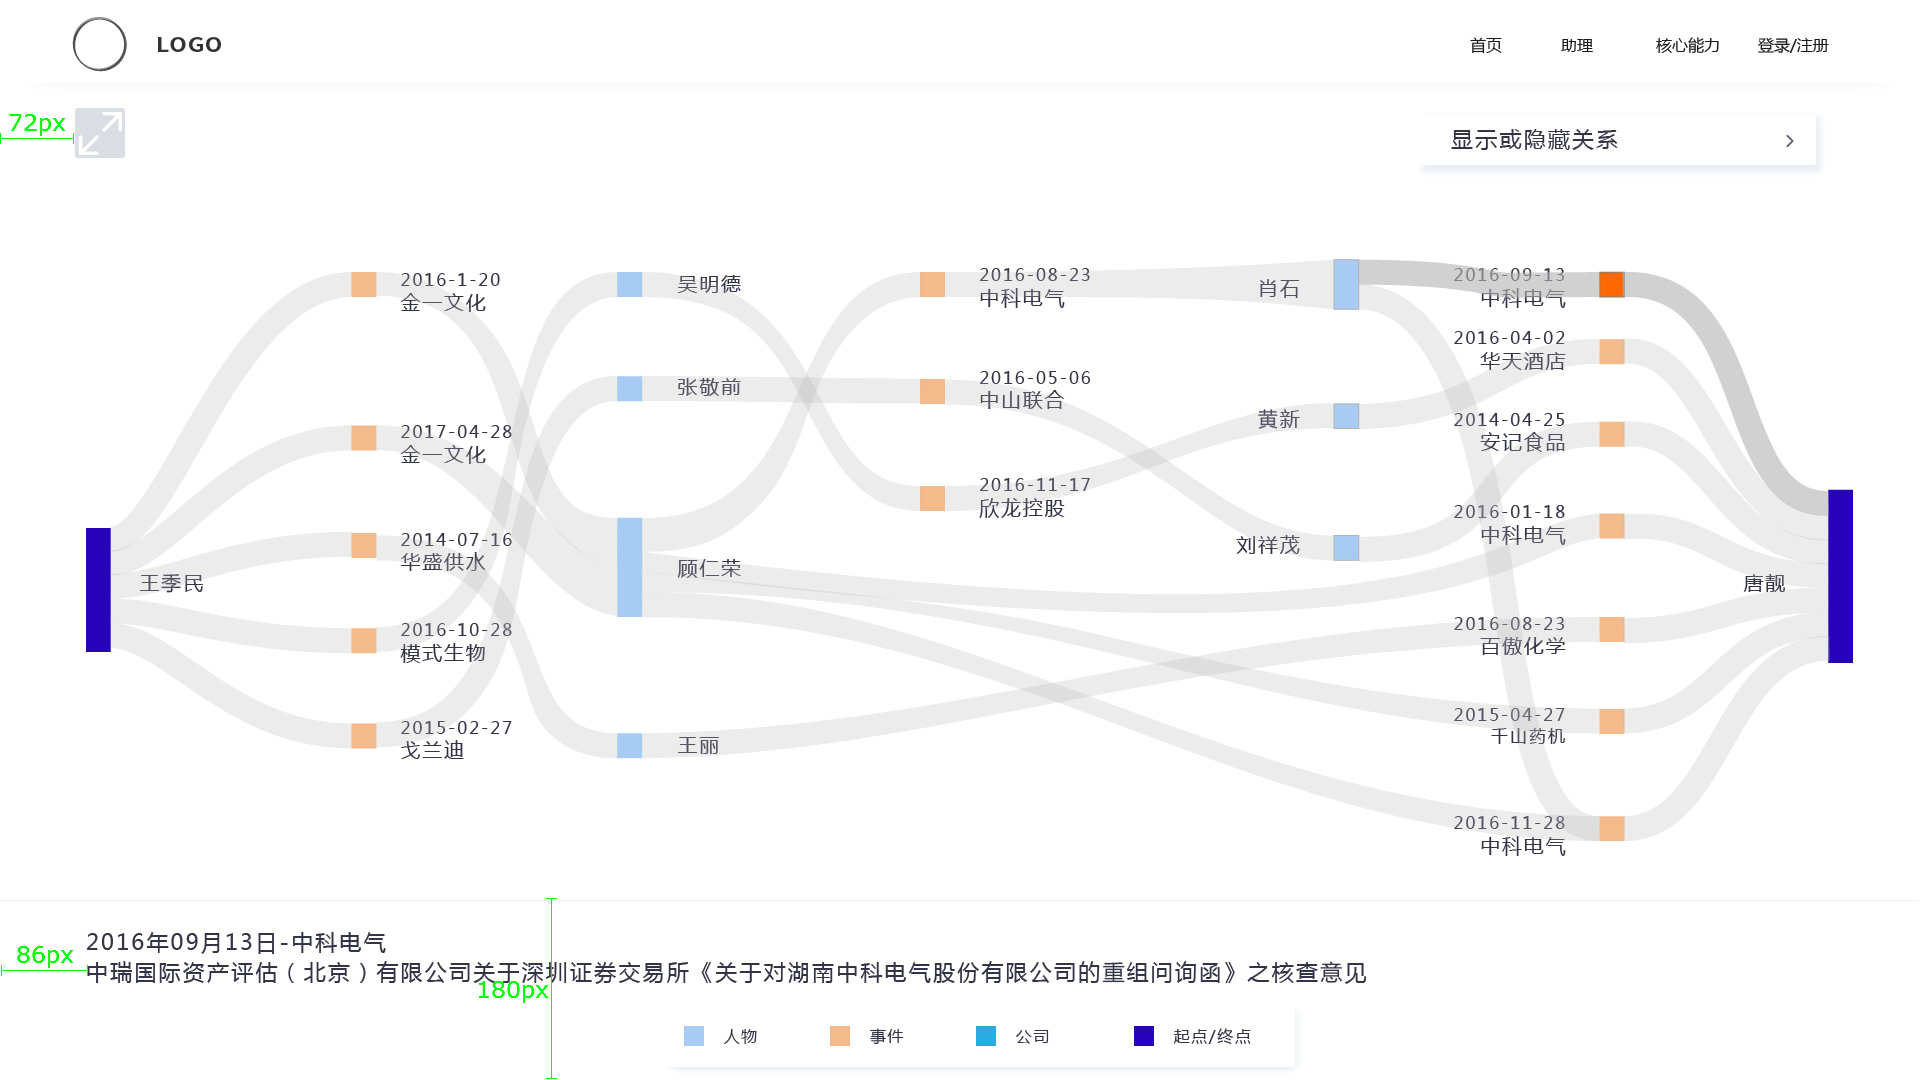 LOGO
首页
助理
核心能力
登录/注册
72px
显示或隐藏关系
2016-1-20
金一文化
吴明德
2016-08-23
中科电气
肖石
2016-09-13
中科电气
2016-04-02
华天酒店
张敬前
2016-05-06
中山联合
黄新
2014-04-25
安记食品
2017-04-28
金一文化
2016-11-17
欣龙控股
2016-01-18
中科电气
2014-07-16
华盛供水
刘祥茂
顾仁荣
王季民
唐靓
2016-10-28
模式生物
2016-08-23
百傲化学
2015-02-27
戈兰迪
王丽
2015-04-27
千山药机
2016-11-28
中科电气
2016年09月13日-中科电气
86px
中瑞国际资产评估（北京）有限公司关于深圳证券交易所《关于对湖南中科电气股份有限公司的重组问询函》之核查意见
180px
人物
事件
公司
起点/终点